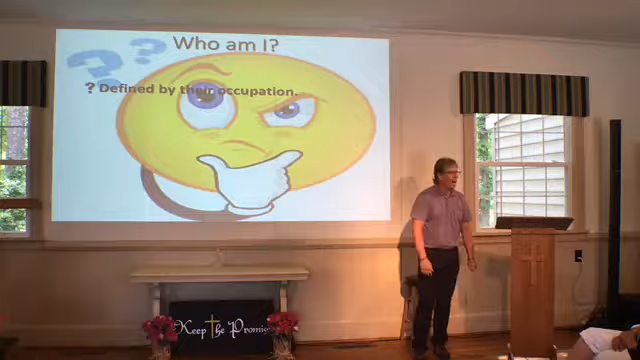 Who am I?
? Defined by their occupation.
Keep the Promise